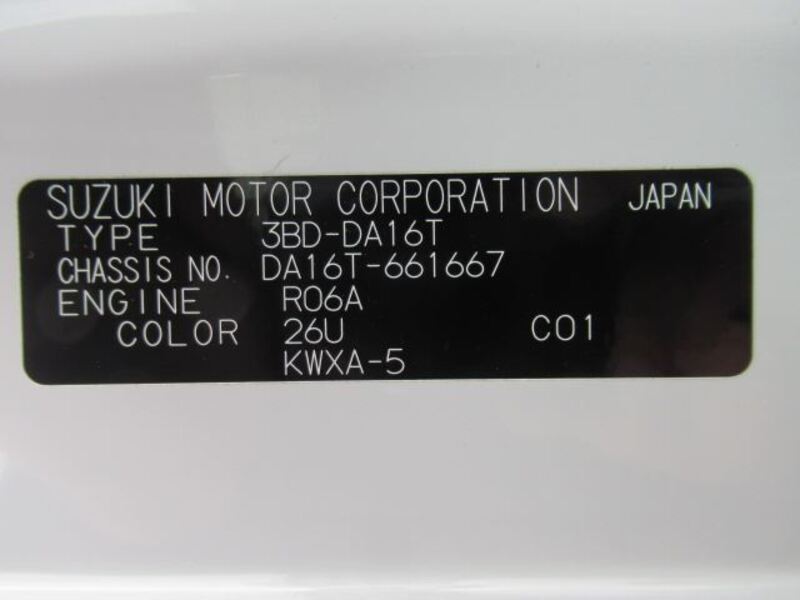 SUZUKI MOTOR CORPORATION JAPAN
TYPE 3BD-DA16T
CHASSIS NO. DA16T-661667
ENGINE R06A
COLOR 26U C01
KWXA-5